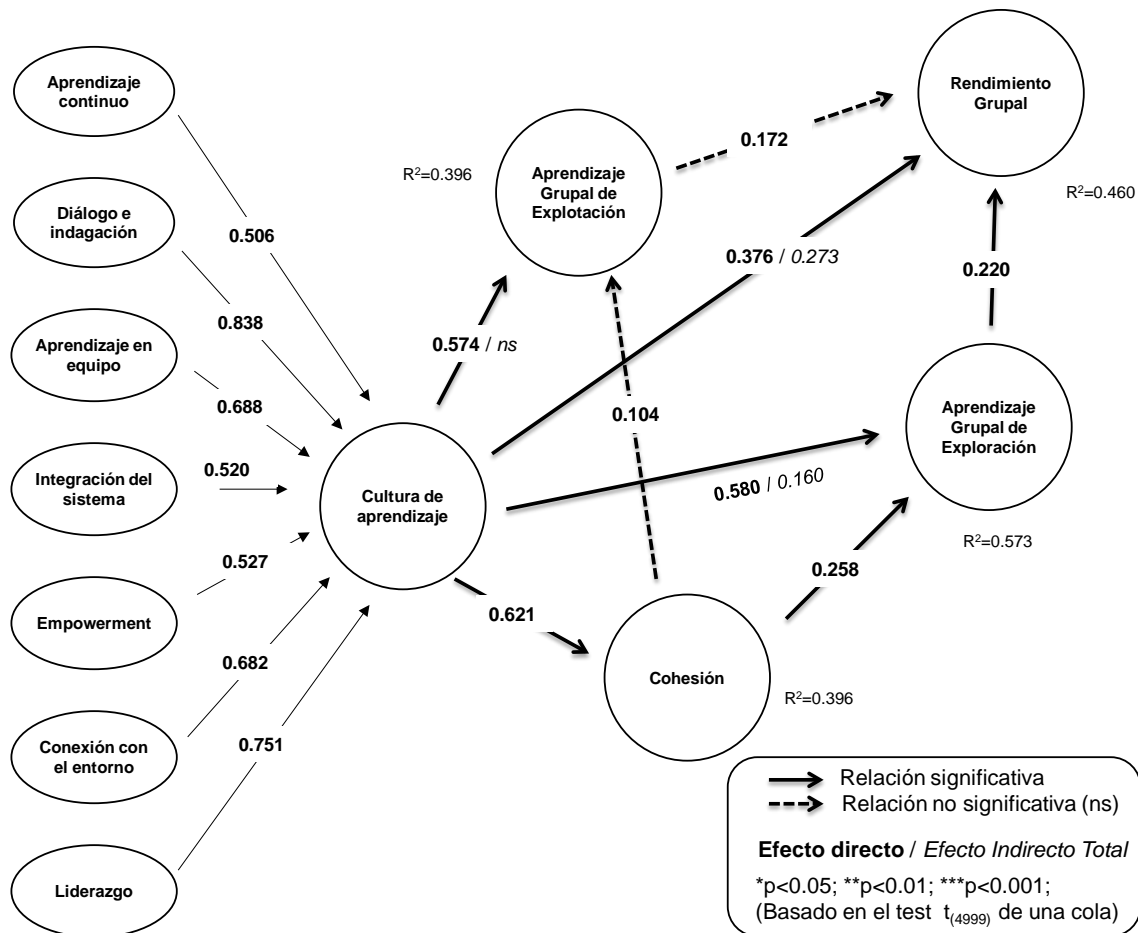 Aprendizaje
continuo
Diálogo e
indagación
Aprendizaje en
equipo
Integración del
sistema
Empowerment
Conexión con
el entorno
Liderazgo
0.506
0.838
0.688
0.520
0.527
0.682
0.751
Cultura de
aprendizaje
R²=0.396
Aprendizaje
Grupal de
Explotación
0.574 / ns
0.172
Rendimiento
Grupal
R²=0.460
0.376 / 0.273
0.220
0.104
Aprendizaje
Grupal de
Exploración
R²=0.573
0.580 / 0.160
0.258
0.621
Cohesión
R²=0.396
Relación significativa
Relación no significativa (ns)
Efecto directo / Efecto Indirecto Total
*p<0.05; **p<0.01; ***p<0.001;
(Basado en el test t(4999) de una cola)